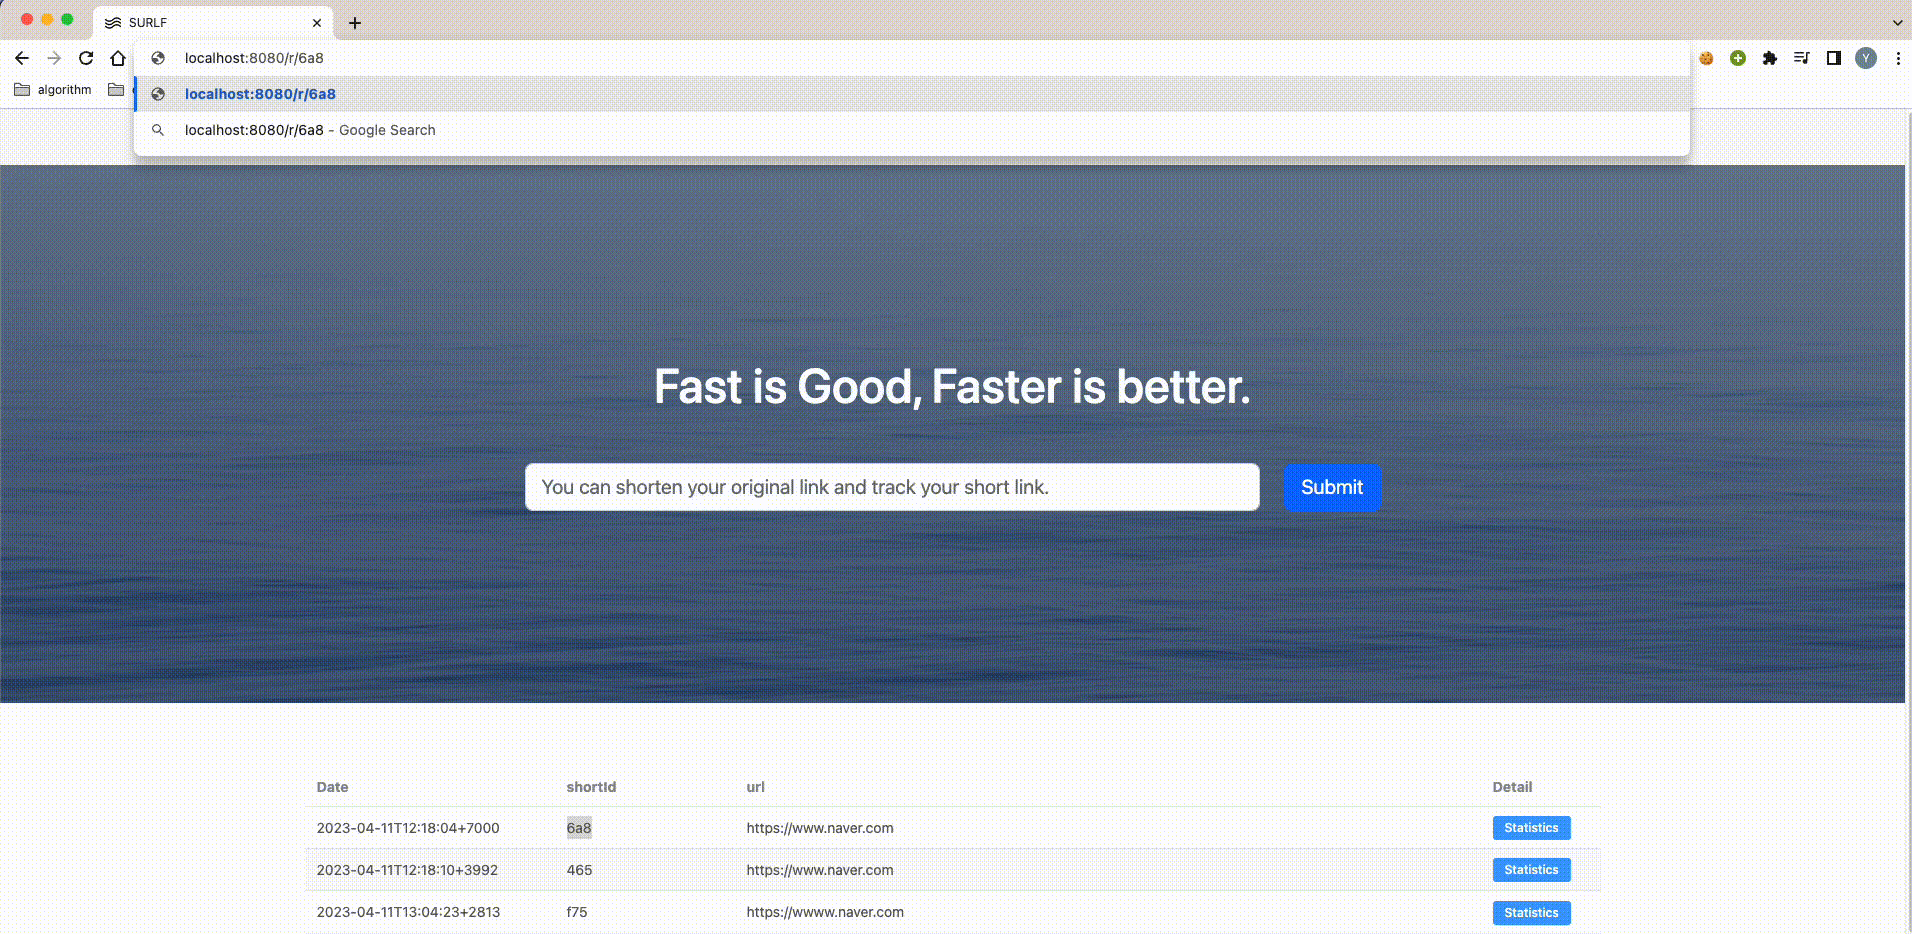 SURLF
localhost:8080/r/6a8
localhost:8080/r/6a8
localhost:8080/r/6a8 - Google Search
Y
algorithm
Fast is Good, Faster is better.
You can shorten your original link and track your short link.
Submit
Date shortId url Detail
2023-04-11T12:18:04+7000 6a8 https://www.naver.com Statistics
2023-04-11T12:18:10+3992 465 https://www.naver.com Statistics
2023-04-11T13:04:23+2813 f75 https://wwww.naver.com Statistics